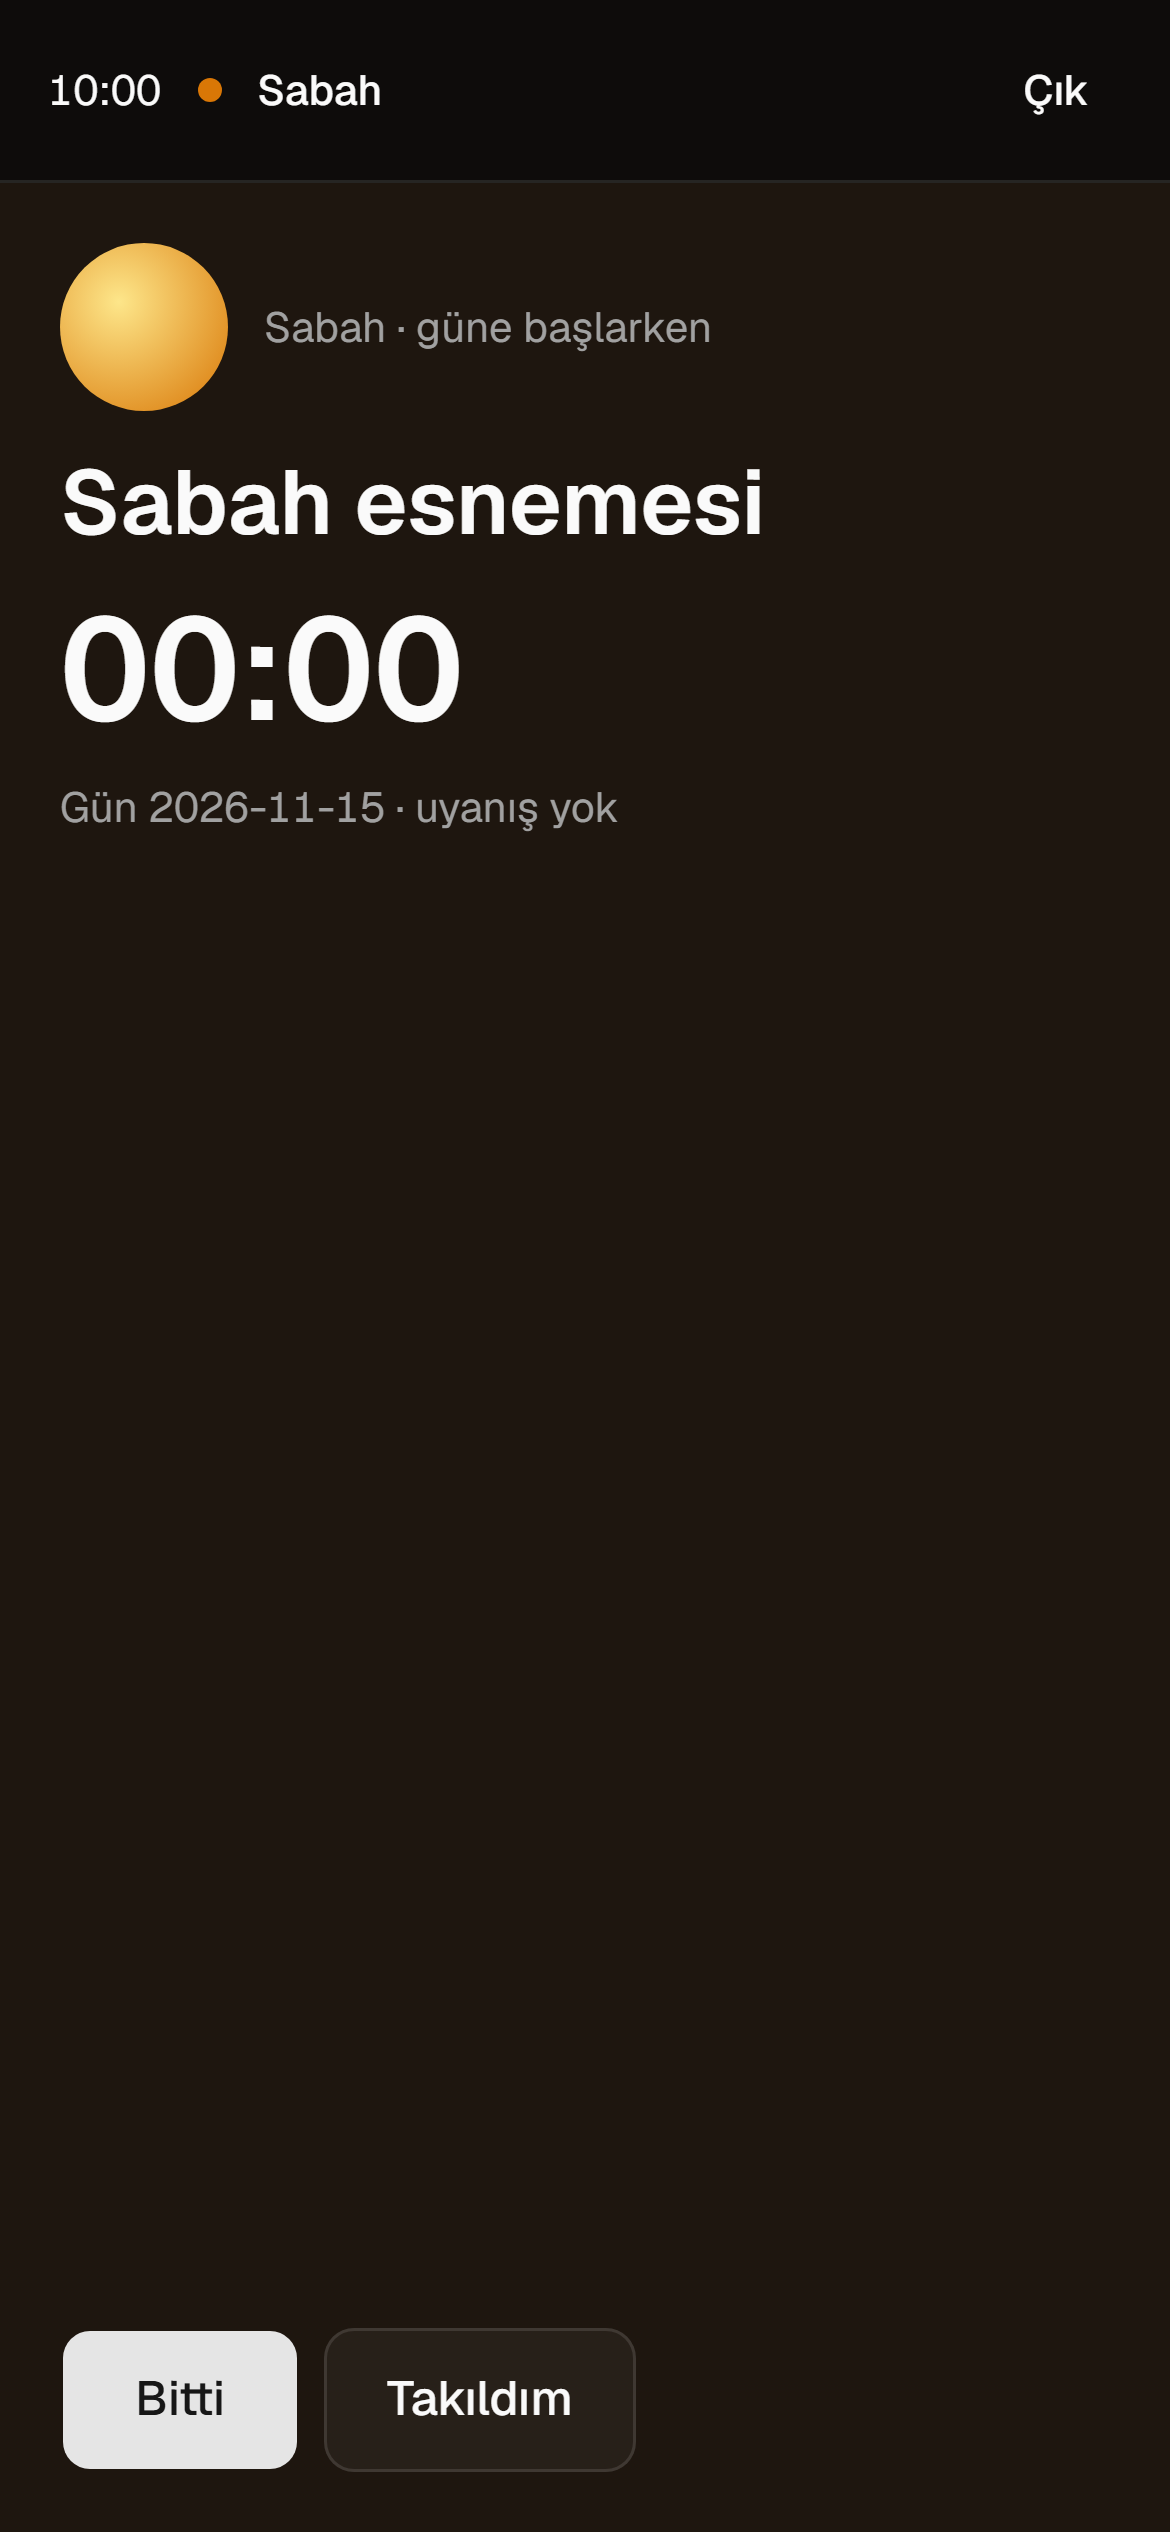 10:00 Sabah Çık
Sabah · güne başlarken
Sabah esnemesi
00:00
Gün 2026-11-15 · uyanış yok
Bitti Takıldım